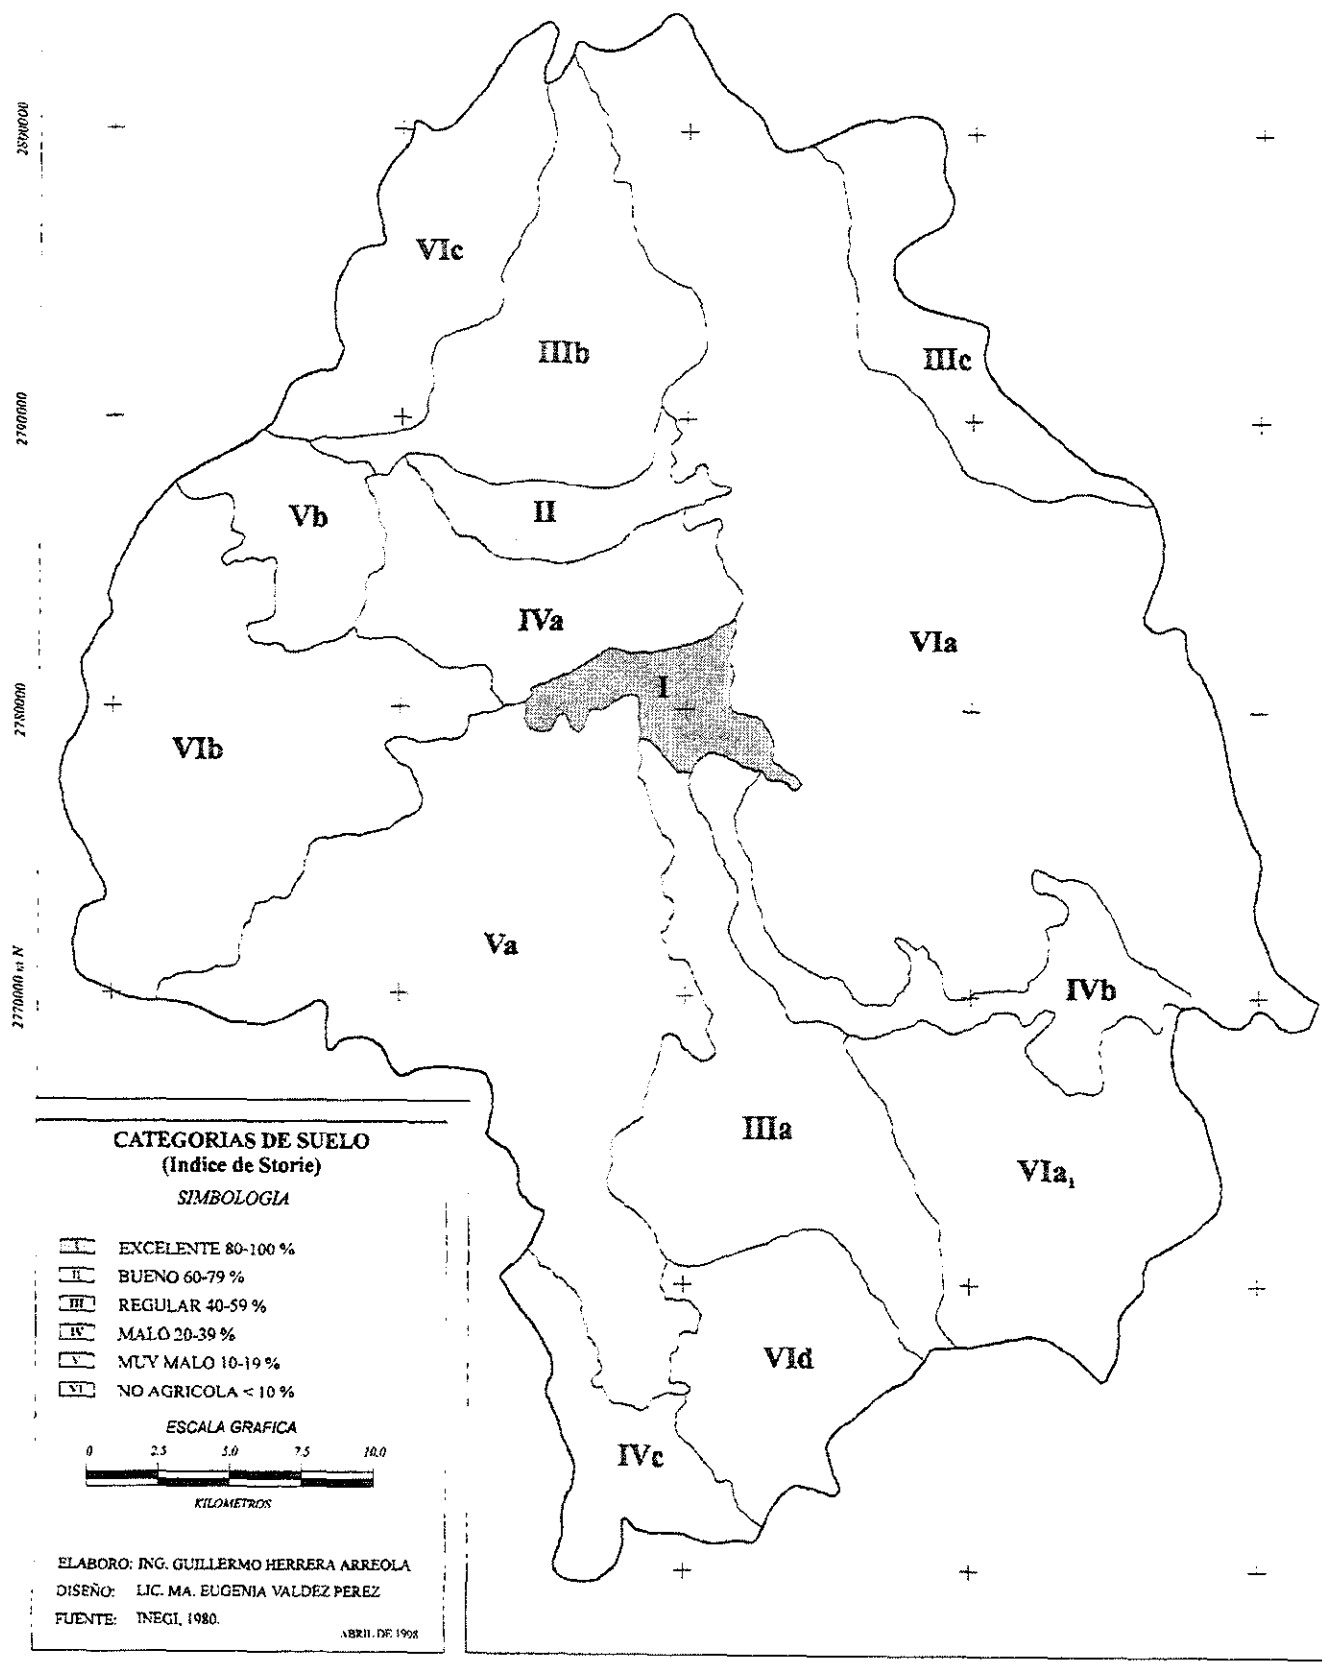 2800000
VIc
IIIb
IIIc
2790000
Vb
II
IVa
VIa
I
2780000
VIb
Va
IVb
2770000 m N
IIIa
VIa₁
VId
IVc
CATEGORIAS DE SUELO
(Indice de Storie)
SIMBOLOGIA
I EXCELENTE 80-100 %
II BUENO 60-79 %
III REGULAR 40-59 %
IV MALO 20-39 %
V MUY MALO 10-19 %
VI NO AGRICOLA < 10 %
ESCALA GRAFICA
0 2.5 5.0 7.5 10.0
KILOMETROS
ELABORO: ING. GUILLERMO HERRERA ARREOLA
DISEÑO: LIC. MA. EUGENIA VALDEZ PEREZ
FUENTE: INEGI, 1980.
ABRIL DE 1998